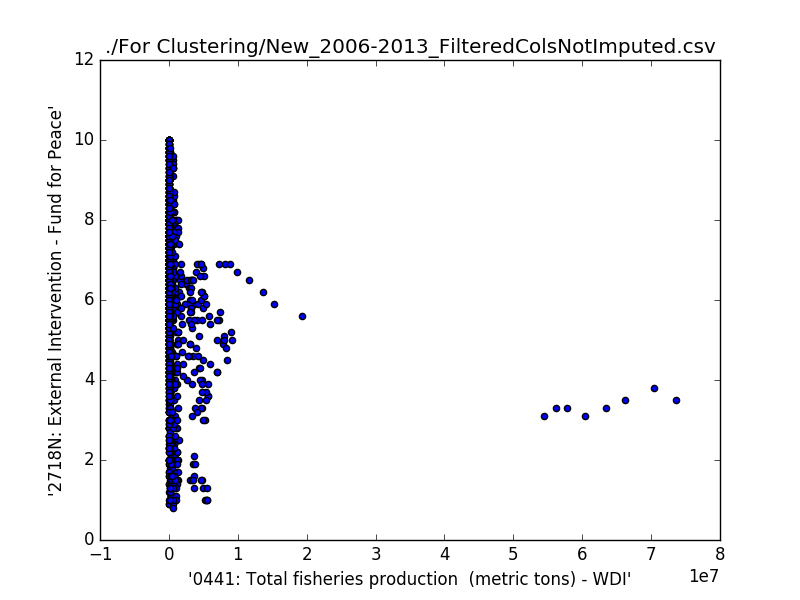 ./For Clustering/New_2006-2013_FilteredColsNotImputed.csv
12
10
8
6
4
2
0
'2718N: External Intervention - Fund for Peace'
−1 0 1 2 3 4 5 6 7 8
1e7
'0441: Total fisheries production (metric tons) - WDI'